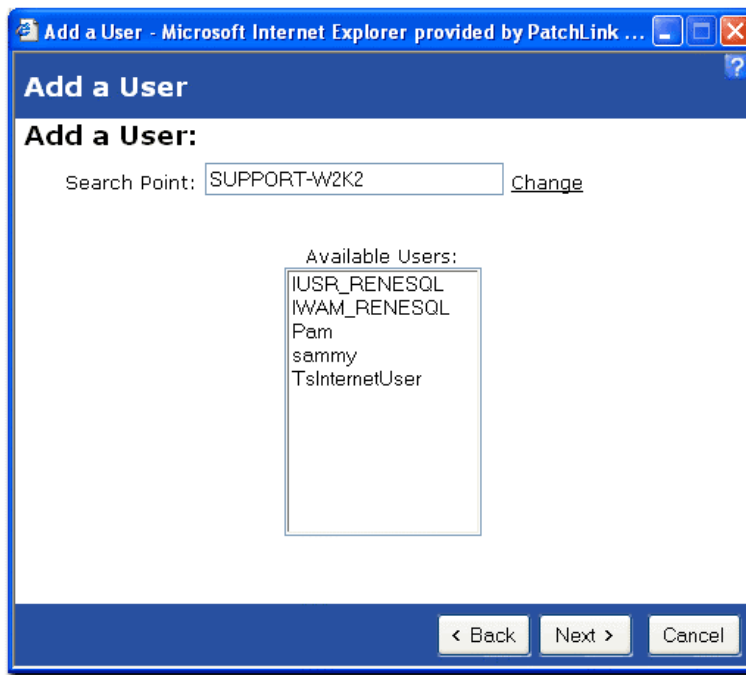 Add a User - Microsoft Internet Explorer provided by PatchLink ...
?
Add a User
Add a User:
Search Point: SUPPORT-W2K2 Change
Available Users:
IUSR_RENESQL
IWAM_RENESQL
Pam
sammy
TsInternetUser
< Back Next > Cancel